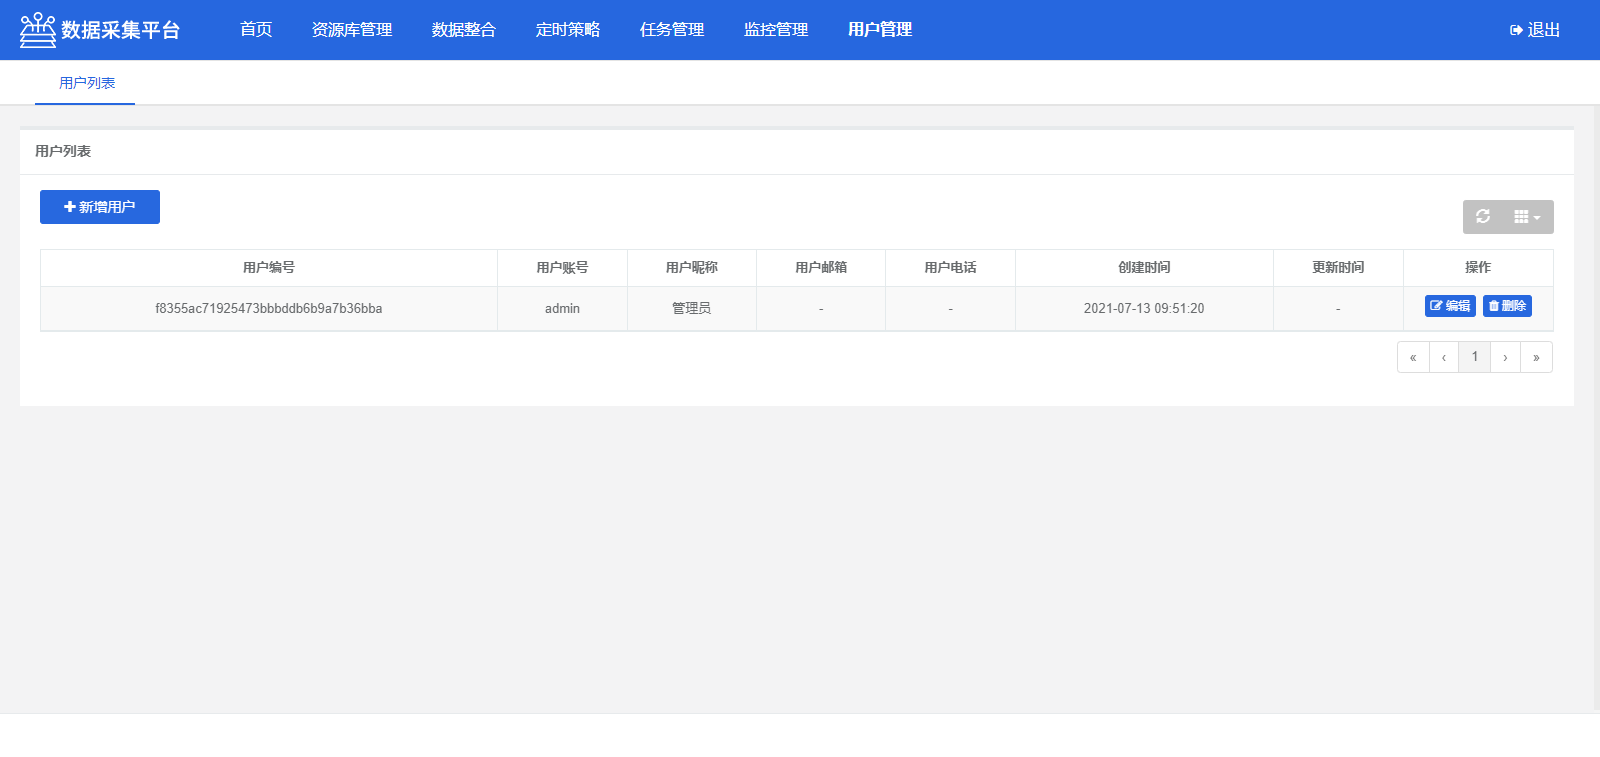 数据采集平台 首页 资源库管理 数据整合 定时策略 任务管理 监控管理 用户管理 退出
用户列表
用户列表
新增用户
用户编号 用户账号 用户昵称 用户邮箱 用户电话 创建时间 更新时间 操作
f8355ac71925473bbbddb6b9a7b36bba admin 管理员 - - 2021-07-13 09:51:20 - 编辑 删除
« ‹ 1 › »